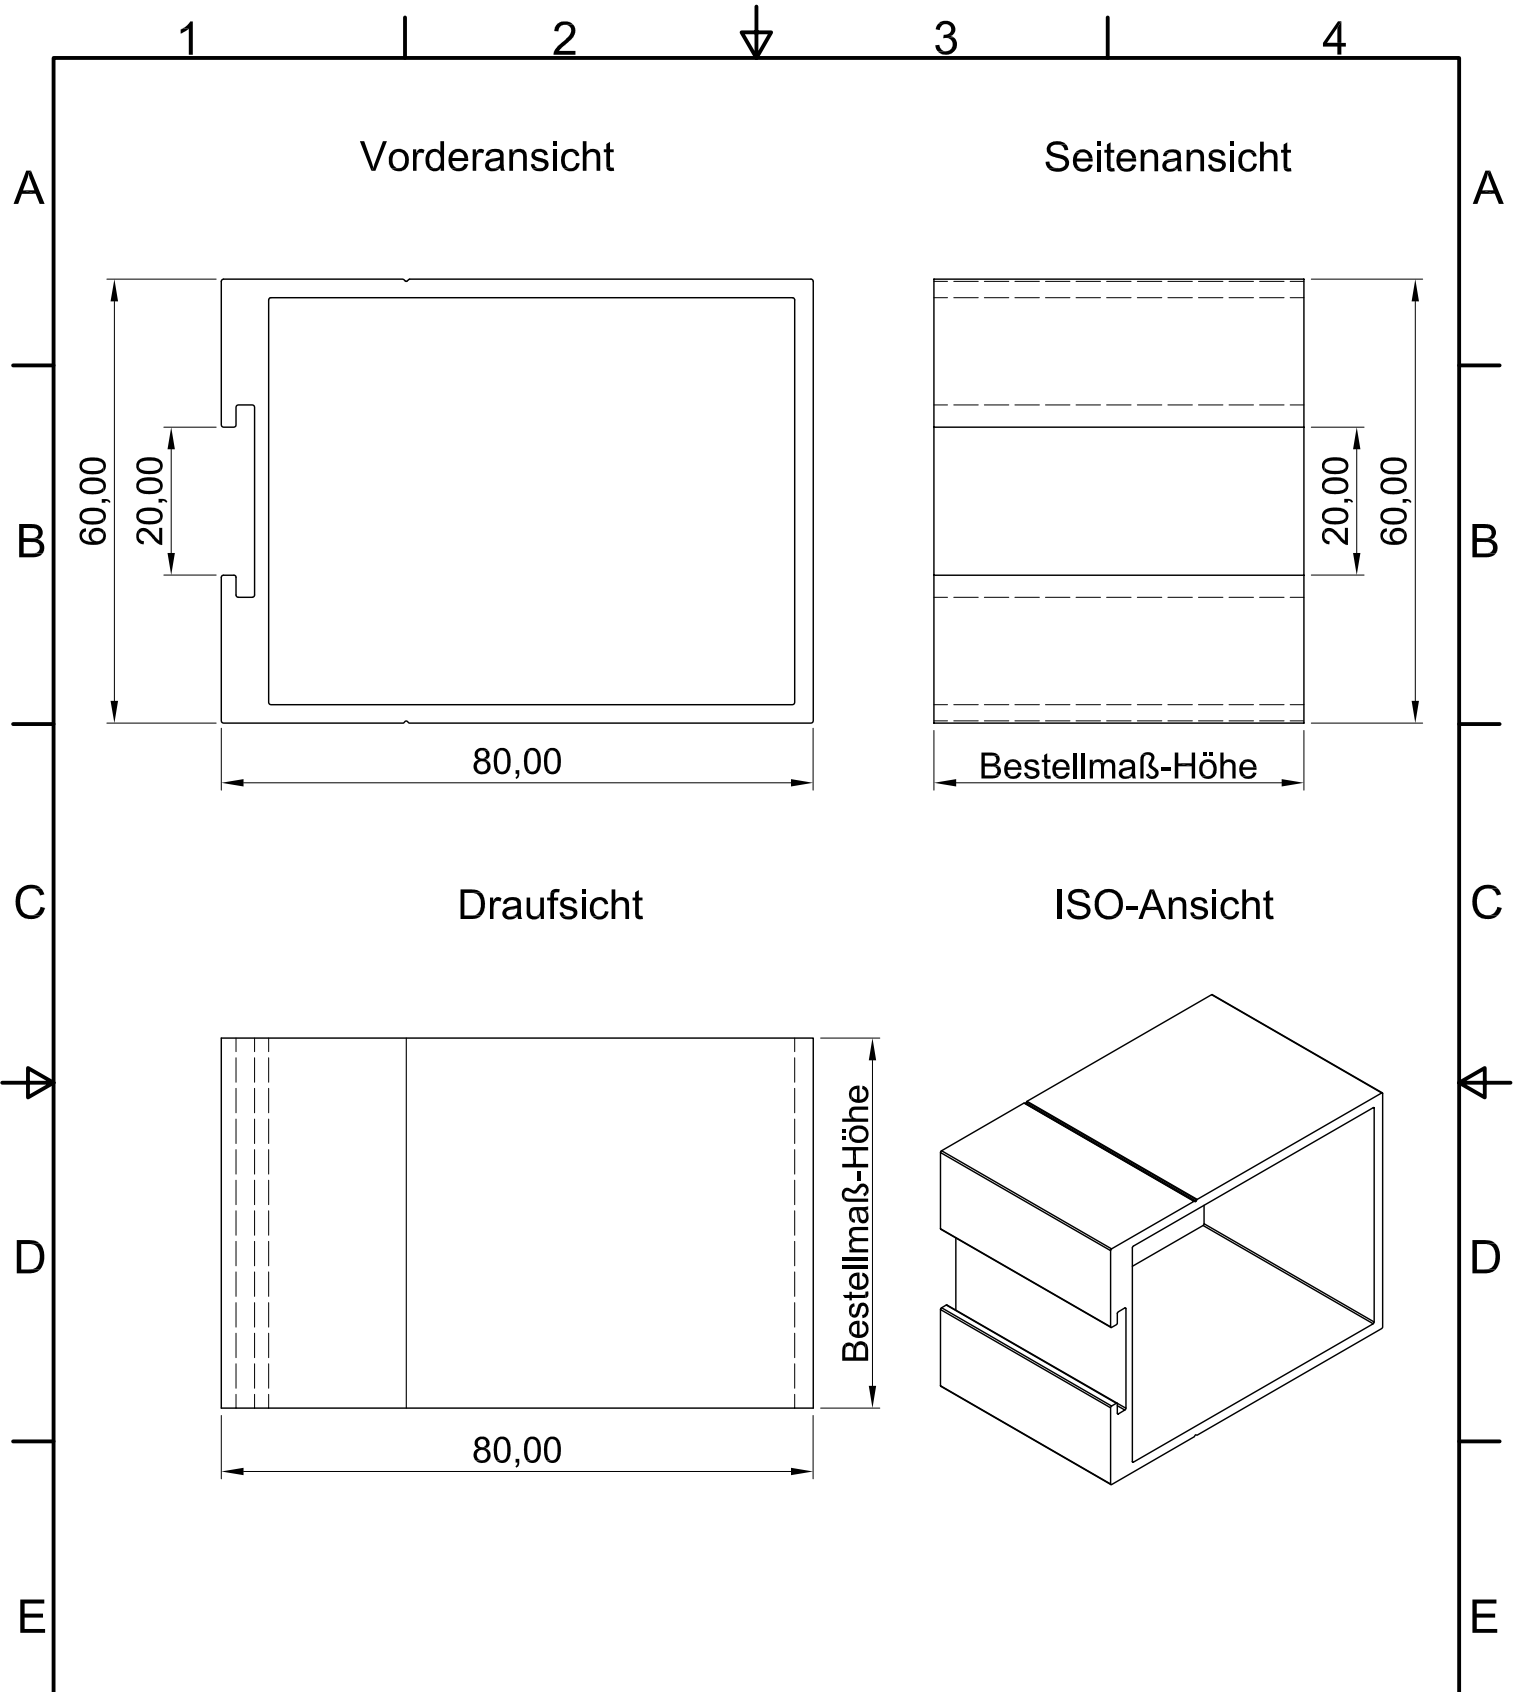 1 2 3 4
Vorderansicht Seitenansicht
A A
60,00 20,00 20,00 60,00
B B
80,00 Bestellmaß-Höhe
C C
Draufsicht ISO-Ansicht
Bestellmaß-Höhe
D D
80,00
E E